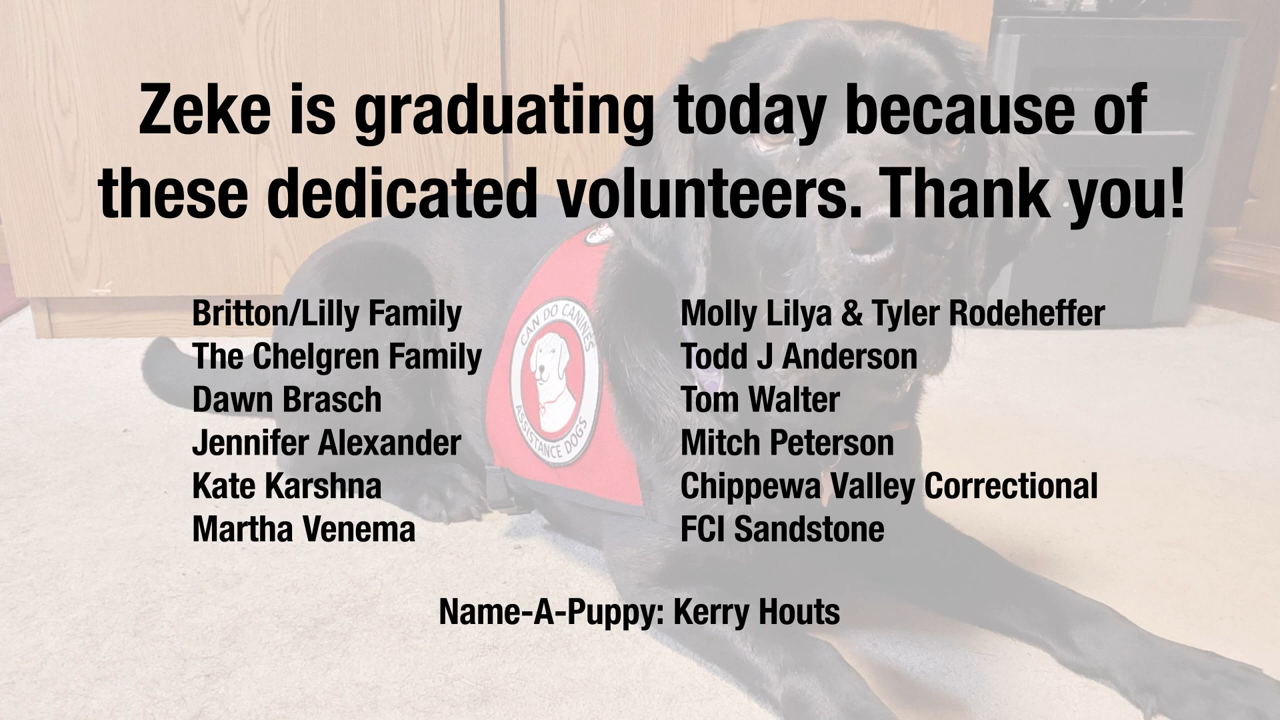 Zeke is graduating today because of
these dedicated volunteers. Thank you!
Britton/Lilly Family
The Chelgren Family
Dawn Brasch
Jennifer Alexander
Kate Karshna
Martha Venema
Molly Lilya & Tyler Rodeheffer
Todd J Anderson
Tom Walter
Mitch Peterson
Chippewa Valley Correctional
FCI Sandstone
Name-A-Puppy: Kerry Houts
CAN DO CANINES
ASSISTANCE DOGS